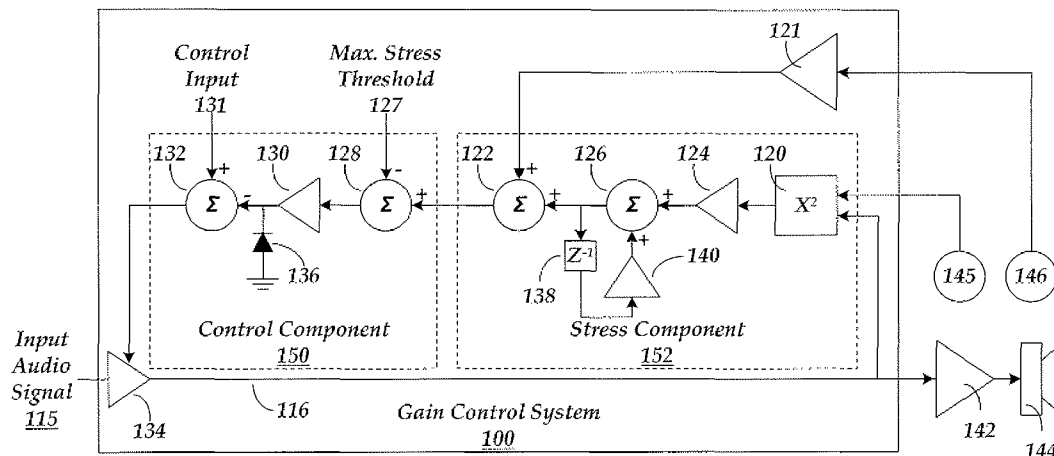 121
Control
Input
131
Max. Stress
Threshold
127
132
+
130
128
-
122
+
126
124
120
-
Σ
Σ
+
Σ
+
Σ
+
X²
136
Z⁻¹
138
+
140
145
146
Control Component
150
Stress Component
152
Input
Audio
Signal
115
134
116
Gain Control System
100
142
144